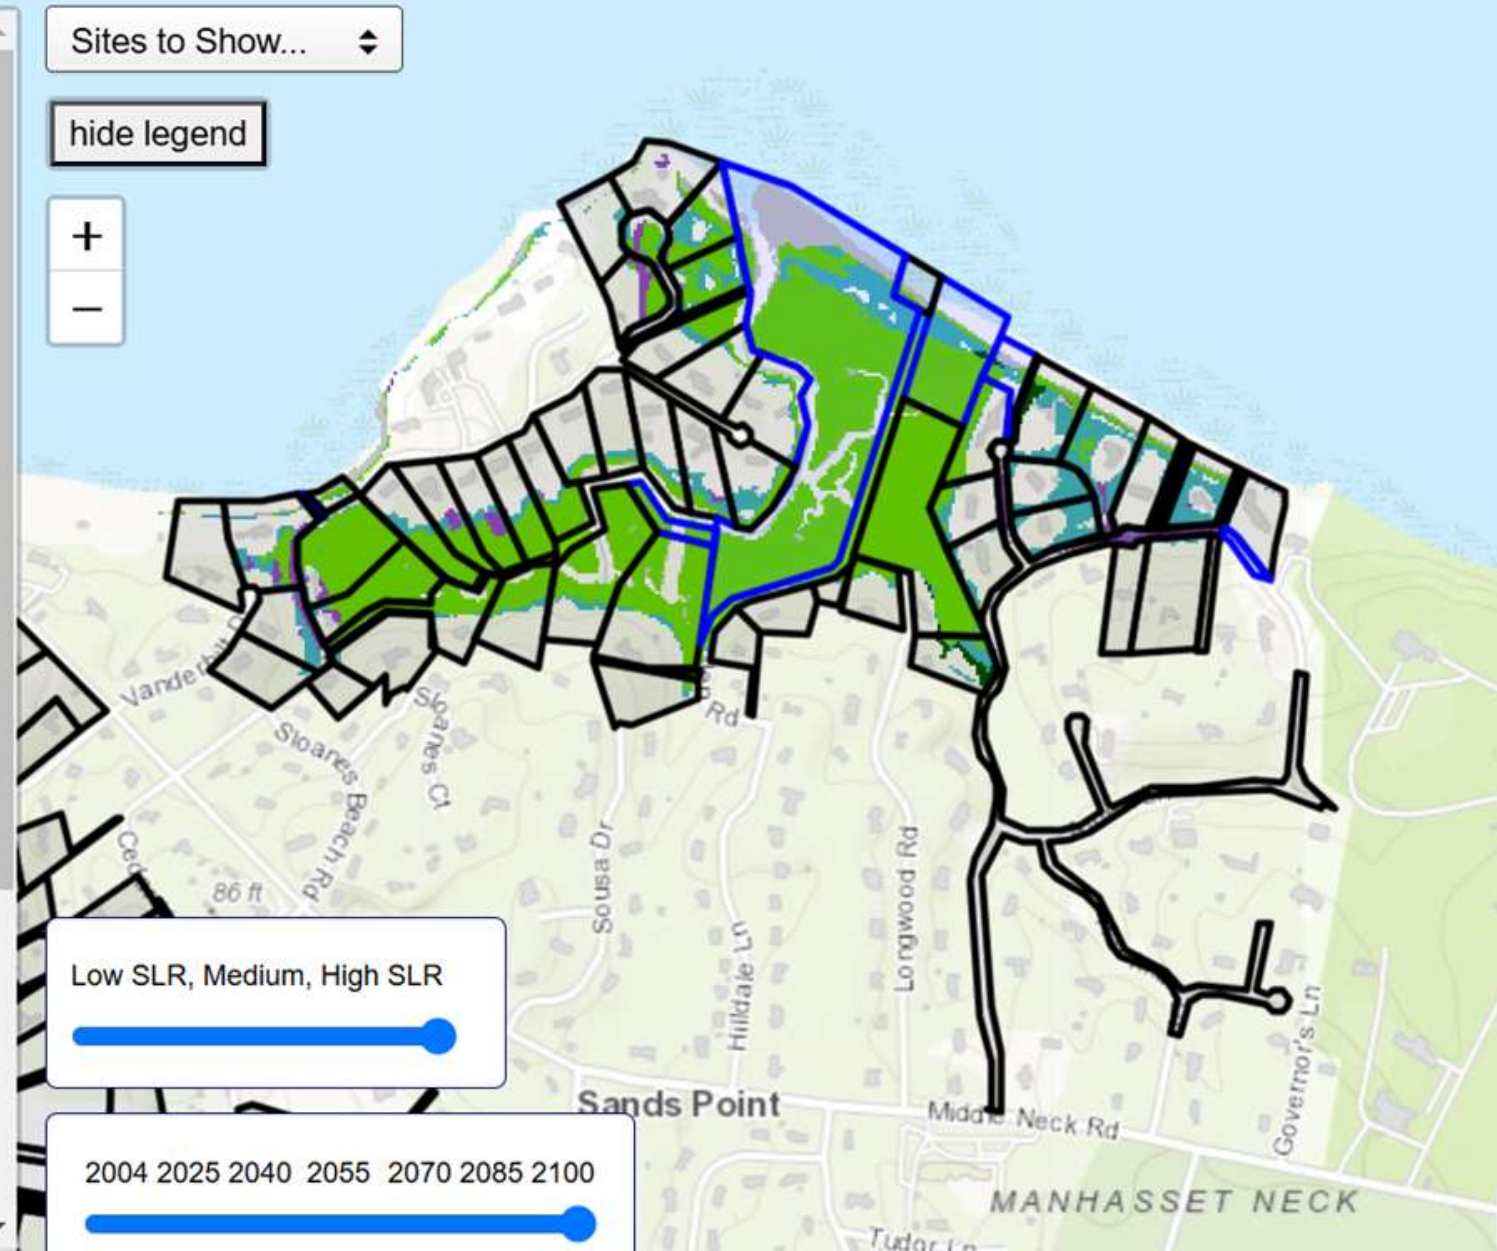 Sites to Show...
hide legend
+
−
Sloanes Ct
Sloanes Beach Rd
Rd
86 ft
Sousa Dr
Hilldale Ln
Longwood Rd
Governor's Ln
Low SLR, Medium, High SLR
Sands Point
Middle Neck Rd
2004 2025 2040 2055 2070 2085 2100
MANHASSET NECK